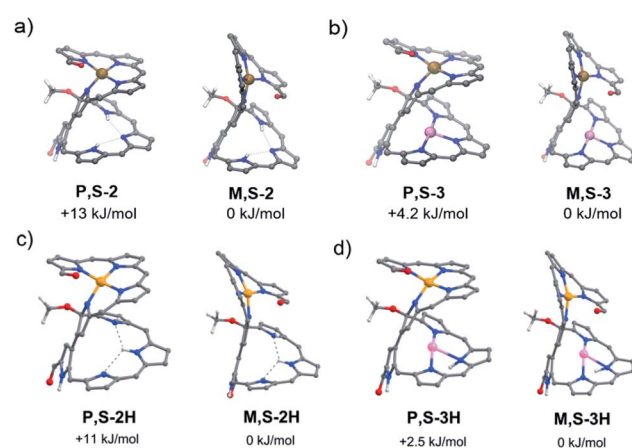 a)
b)
P,S-2
+13 kJ/mol
M,S-2
0 kJ/mol
P,S-3
+4.2 kJ/mol
M,S-3
0 kJ/mol
c)
d)
P,S-2H
+11 kJ/mol
M,S-2H
0 kJ/mol
P,S-3H
+2.5 kJ/mol
M,S-3H
0 kJ/mol